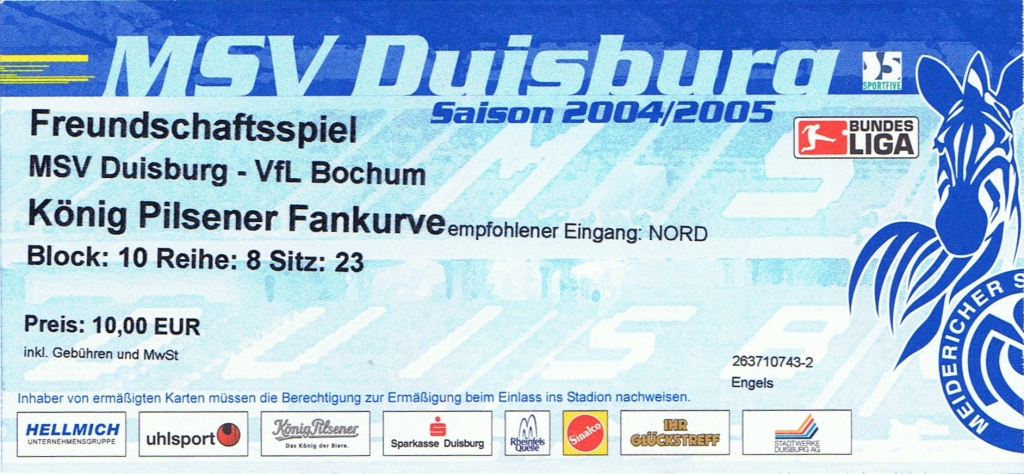 MSV Duisburg
SPORTFIVE
Saison 2004/2005
Freundschaftsspiel
BUNDES
LIGA
MSV Duisburg - VfL Bochum
König Pilsener Fankurve empfohlener Eingang: NORD
Block: 10 Reihe: 8 Sitz: 23
Preis: 10,00 EUR
inkl. Gebühren und MwSt
263710743-2
Engels
MEIDERICHER S
Inhaber von ermäßigten Karten müssen die Berechtigung zur Ermäßigung beim Einlass ins Stadion nachweisen.
HELLMICH
UNTERNEHMENSGRUPPE
uhlsport
König Pilsener
Das König der Biere.
Sparkasse Duisburg
Rheinfels
Quelle
Sinalco
IHR
GLÜCKSTREFF
STADTWERKE
DUISBURG AG